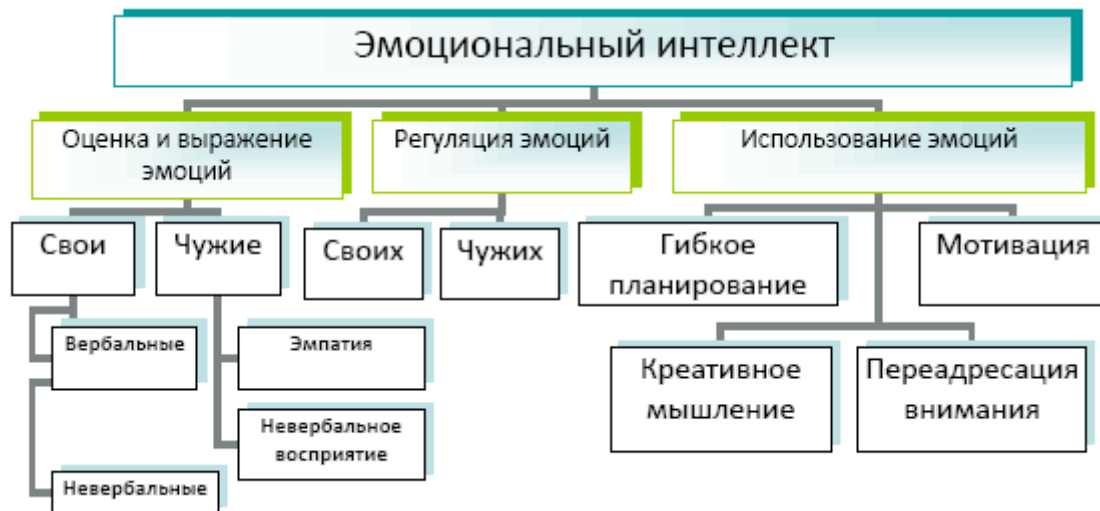 Эмоциональный интеллект
Оценка и выражение
эмоций
Регуляция эмоций
Использование эмоций
Свои
Чужие
Своих
Чужих
Гибкое
планирование
Мотивация
Вербальные
Эмпатия
Креативное
мышление
Переадресация
внимания
Невербальное
восприятие
Невербальные